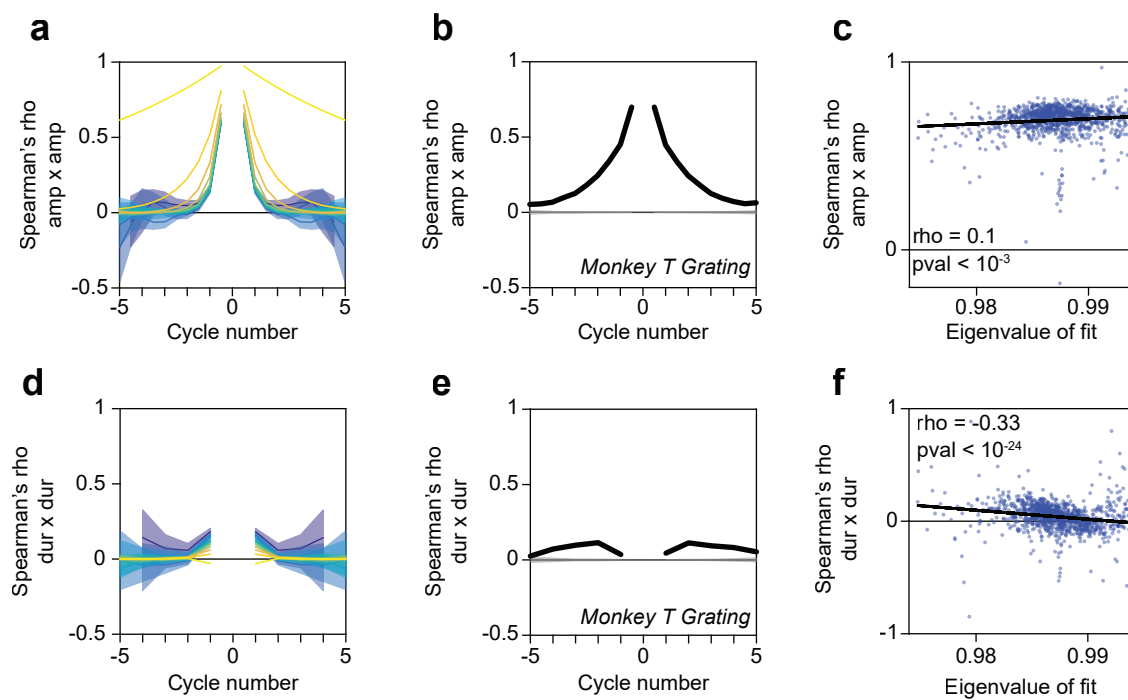 a
Spearman's rho
amp x amp
1
0.5
0
-0.5
-5
0
5
Cycle number
b
Spearman's rho
amp x amp
1
0.5
0
-0.5
Monkey T Grating
-5
0
5
Cycle number
c
Spearman's rho
amp x amp
1
0
rho = 0.1
pval < 10-3
0.98
0.99
Eigenvalue of fit
d
Spearman's rho
dur x dur
1
0.5
0
-0.5
-5
0
5
Cycle number
e
Spearman's rho
dur x dur
1
0.5
0
-0.5
Monkey T Grating
-5
0
5
Cycle number
f
Spearman's rho
dur x dur
1
rho = -0.33
pval < 10-24
0
-1
0.98
0.99
Eigenvalue of fit